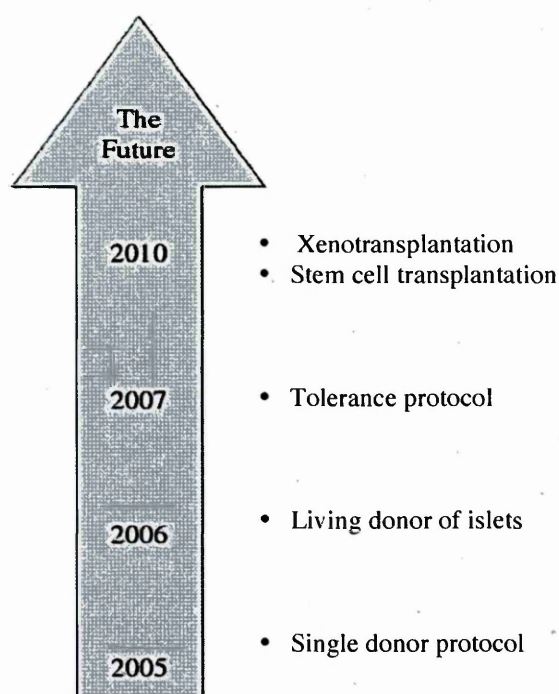 The
Future
2010
• Xenotransplantation
• Stem cell transplantation
2007
• Tolerance protocol
2006
• Living donor of islets
2005
• Single donor protocol